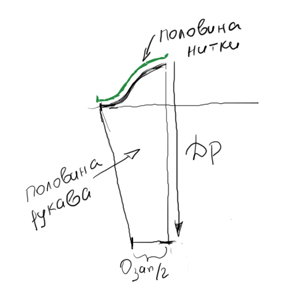 половина
нитки
Др
половина
рукава
Озап/2